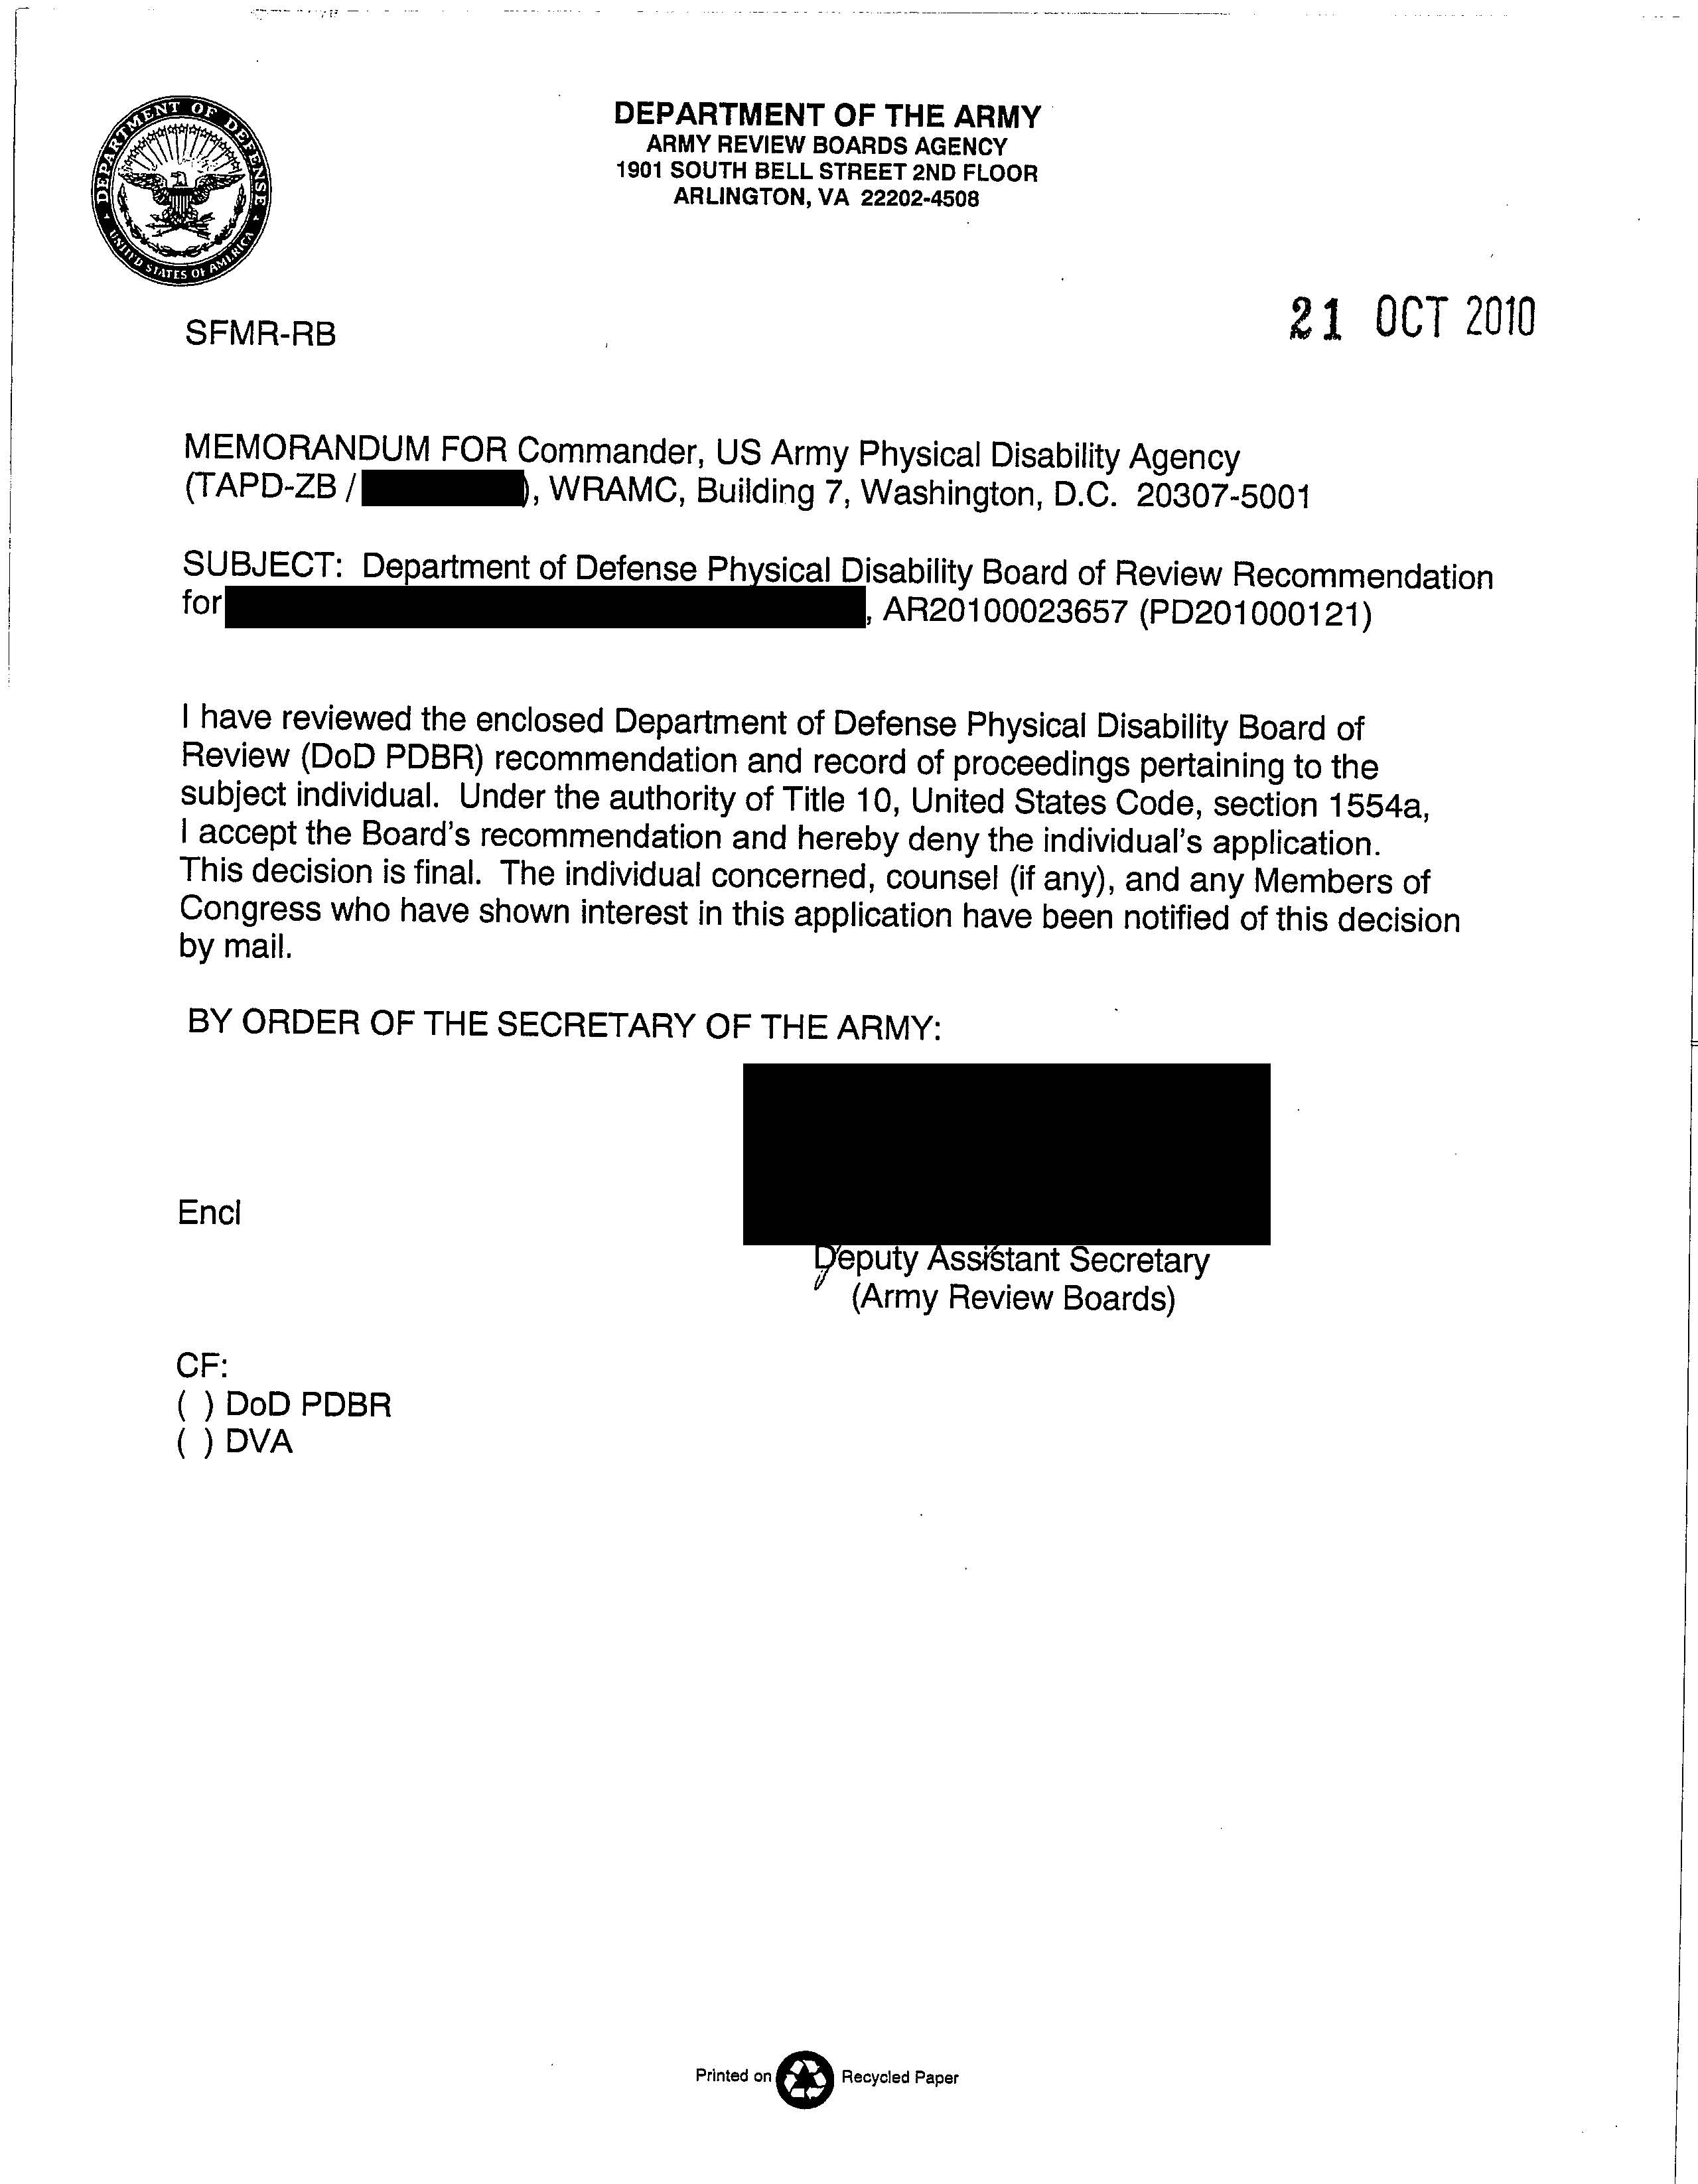 DEPARTMENT OF DEFENSE
UNITED STATES OF AMERICA
DEPARTMENT OF THE ARMY
ARMY REVIEW BOARDS AGENCY
1901 SOUTH BELL STREET 2ND FLOOR
ARLINGTON, VA 22202-4508
SFMR-RB
21 OCT 2010
MEMORANDUM FOR Commander, US Army Physical Disability Agency
(TAPD-ZB / ), WRAMC, Building 7, Washington, D.C. 20307-5001
SUBJECT: Department of Defense Physical Disability Board of Review Recommendation
for , AR20100023657 (PD201000121)
I have reviewed the enclosed Department of Defense Physical Disability Board of
Review (DoD PDBR) recommendation and record of proceedings pertaining to the
subject individual. Under the authority of Title 10, United States Code, section 1554a,
I accept the Board's recommendation and hereby deny the individual's application.
This decision is final. The individual concerned, counsel (if any), and any Members of
Congress who have shown interest in this application have been notified of this decision
by mail.
BY ORDER OF THE SECRETARY OF THE ARMY:
Encl
Deputy Assistant Secretary
(Army Review Boards)
CF:
( ) DoD PDBR
( ) DVA
Printed on Recycled Paper